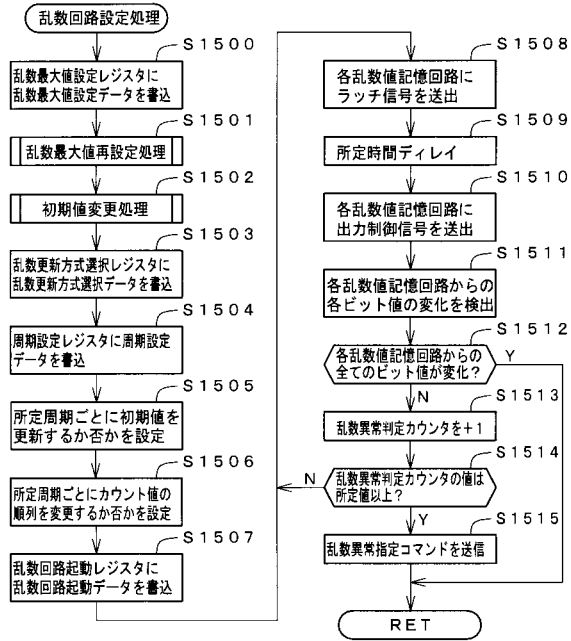 乱数回路設定処理
S1500
乱数最大値設定レジスタに
乱数最大値設定データを書込
S1501
乱数最大値再設定処理
S1502
初期値変更処理
S1503
乱数更新方式選択レジスタに
乱数更新方式選択データを書込
S1504
周期設定レジスタに周期設定
データを書込
S1505
所定周期ごとに初期値を
更新するか否かを設定
S1506
所定周期ごとにカウント値の
順列を変更するか否かを設定
S1507
乱数回路起動レジスタに
乱数回路起動データを書込
S1508
各乱数値記憶回路に
ラッチ信号を送出
S1509
所定時間ディレイ
S1510
各乱数値記憶回路に
出力制御信号を送出
S1511
各乱数値記憶回路からの
各ビット値の変化を検出
S1512
各乱数値記憶回路からの
全てのビット値が変化？
Y
N
S1513
乱数異常判定カウンタを+1
S1514
乱数異常判定カウンタの値は
所定値以上？
N
Y
S1515
乱数異常指定コマンドを送信
RET